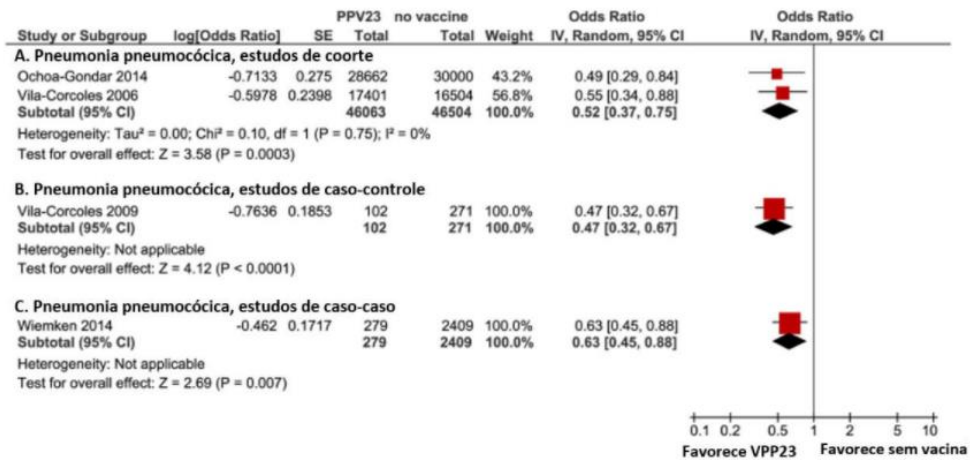 PPV23 no vaccine Odds Ratio Odds Ratio
Study or Subgroup log[Odds Ratio] SE Total Total Weight IV, Random, 95% CI IV, Random, 95% CI
A. Pneumonia pneumocócica, estudos de coorte
Ochoa-Gondar 2014 -0.7133 0.275 28662 30000 43.2% 0.49 [0.29, 0.84]
Vila-Corcoles 2006 -0.5978 0.2398 17401 16504 56.8% 0.55 [0.34, 0.88]
Subtotal (95% CI) 46063 46504 100.0% 0.52 [0.37, 0.75]
Heterogeneity: Tau² = 0.00; Chi² = 0.10, df = 1 (P = 0.75); I² = 0%
Test for overall effect: Z = 3.58 (P = 0.0003)
B. Pneumonia pneumocócica, estudos de caso-controle
Vila-Corcoles 2009 -0.7636 0.1853 102 271 100.0% 0.47 [0.32, 0.67]
Subtotal (95% CI) 102 271 100.0% 0.47 [0.32, 0.67]
Heterogeneity: Not applicable
Test for overall effect: Z = 4.12 (P < 0.0001)
C. Pneumonia pneumocócica, estudos de caso-caso
Wiemken 2014 -0.462 0.1717 279 2409 100.0% 0.63 [0.45, 0.88]
Subtotal (95% CI) 279 2409 100.0% 0.63 [0.45, 0.88]
Heterogeneity: Not applicable
Test for overall effect: Z = 2.69 (P = 0.007)
0.1 0.2 0.5 1 2 5 10
Favorece VPP23 Favorece sem vacina